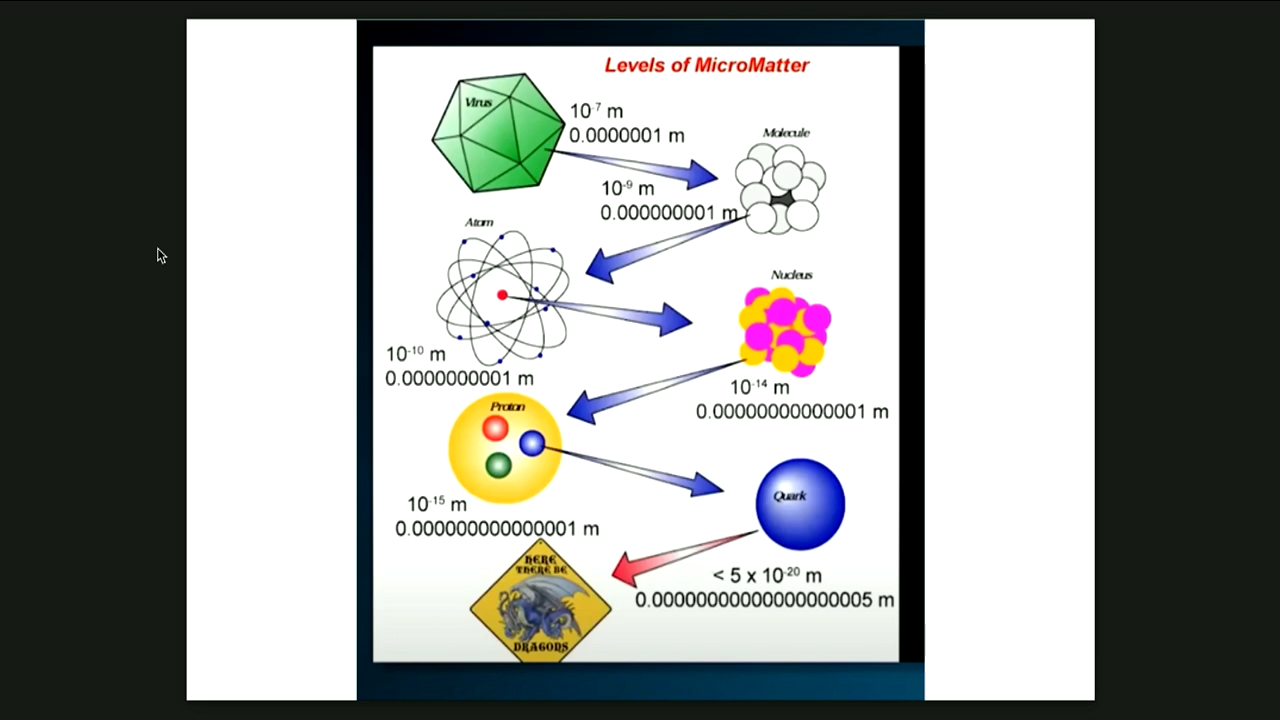 Levels of MicroMatter
Virus
10⁻⁷ m
0.0000001 m
Molecule
10⁻⁹ m
0.000000001 m
Atom
Nucleus
10⁻¹⁰ m
0.0000000001 m
10⁻¹⁴ m
0.00000000000001 m
Proton
10⁻¹⁵ m
0.000000000000001 m
Quark
< 5 x 10⁻²⁰ m
0.00000000000000000005 m
HERE
THERE BE
DRAGONS